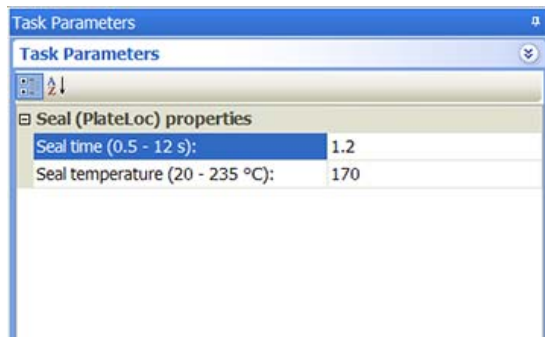 Task Parameters
Task Parameters
A
Z
Seal (PlateLoc) properties
Seal time (0.5 - 12 s): 1.2
Seal temperature (20 - 235 °C): 170